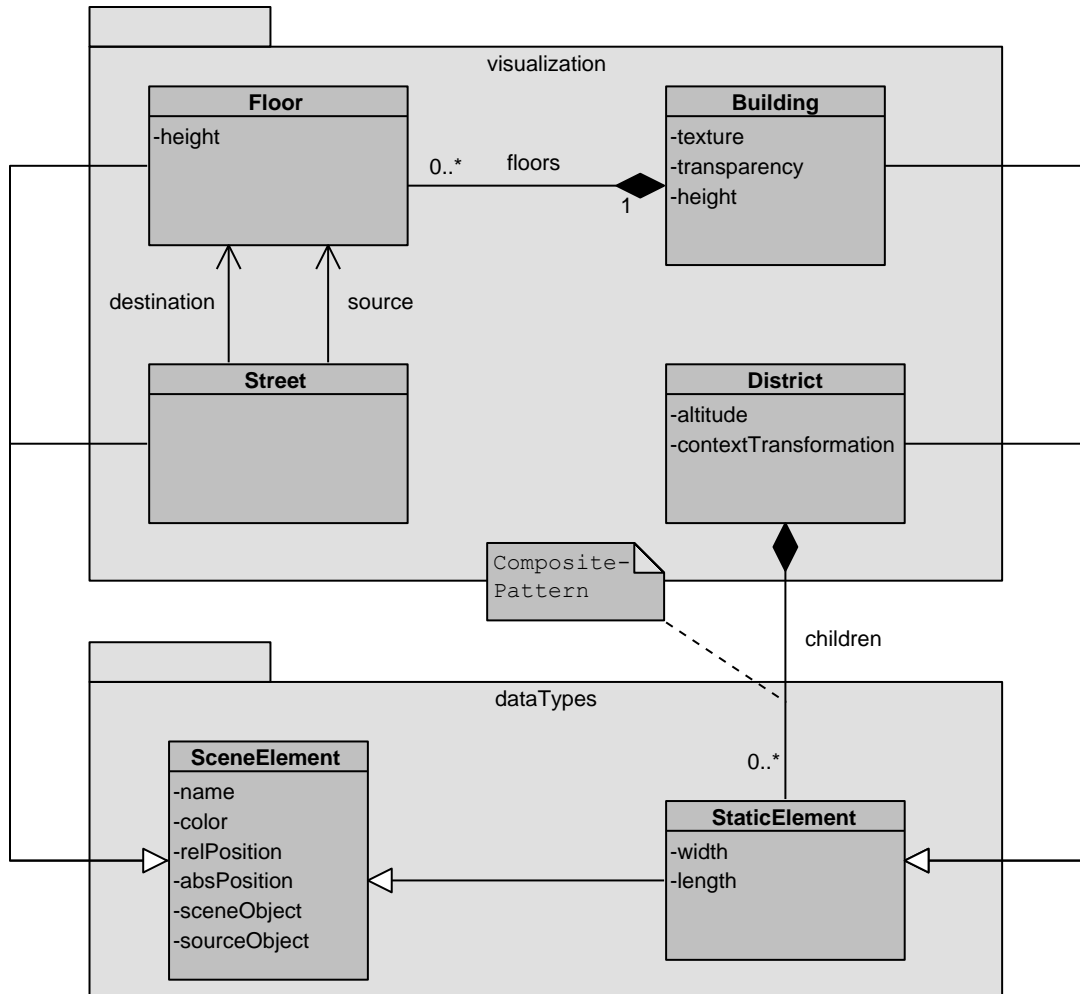 visualization
Floor
-height
Building
-texture
-transparency
-height
0..*
floors
1
destination
source
Street
District
-altitude
-contextTransformation
Composite-
Pattern
children
dataTypes
SceneElement
-name
-color
-relPosition
-absPosition
-sceneObject
-sourceObject
0..*
StaticElement
-width
-length